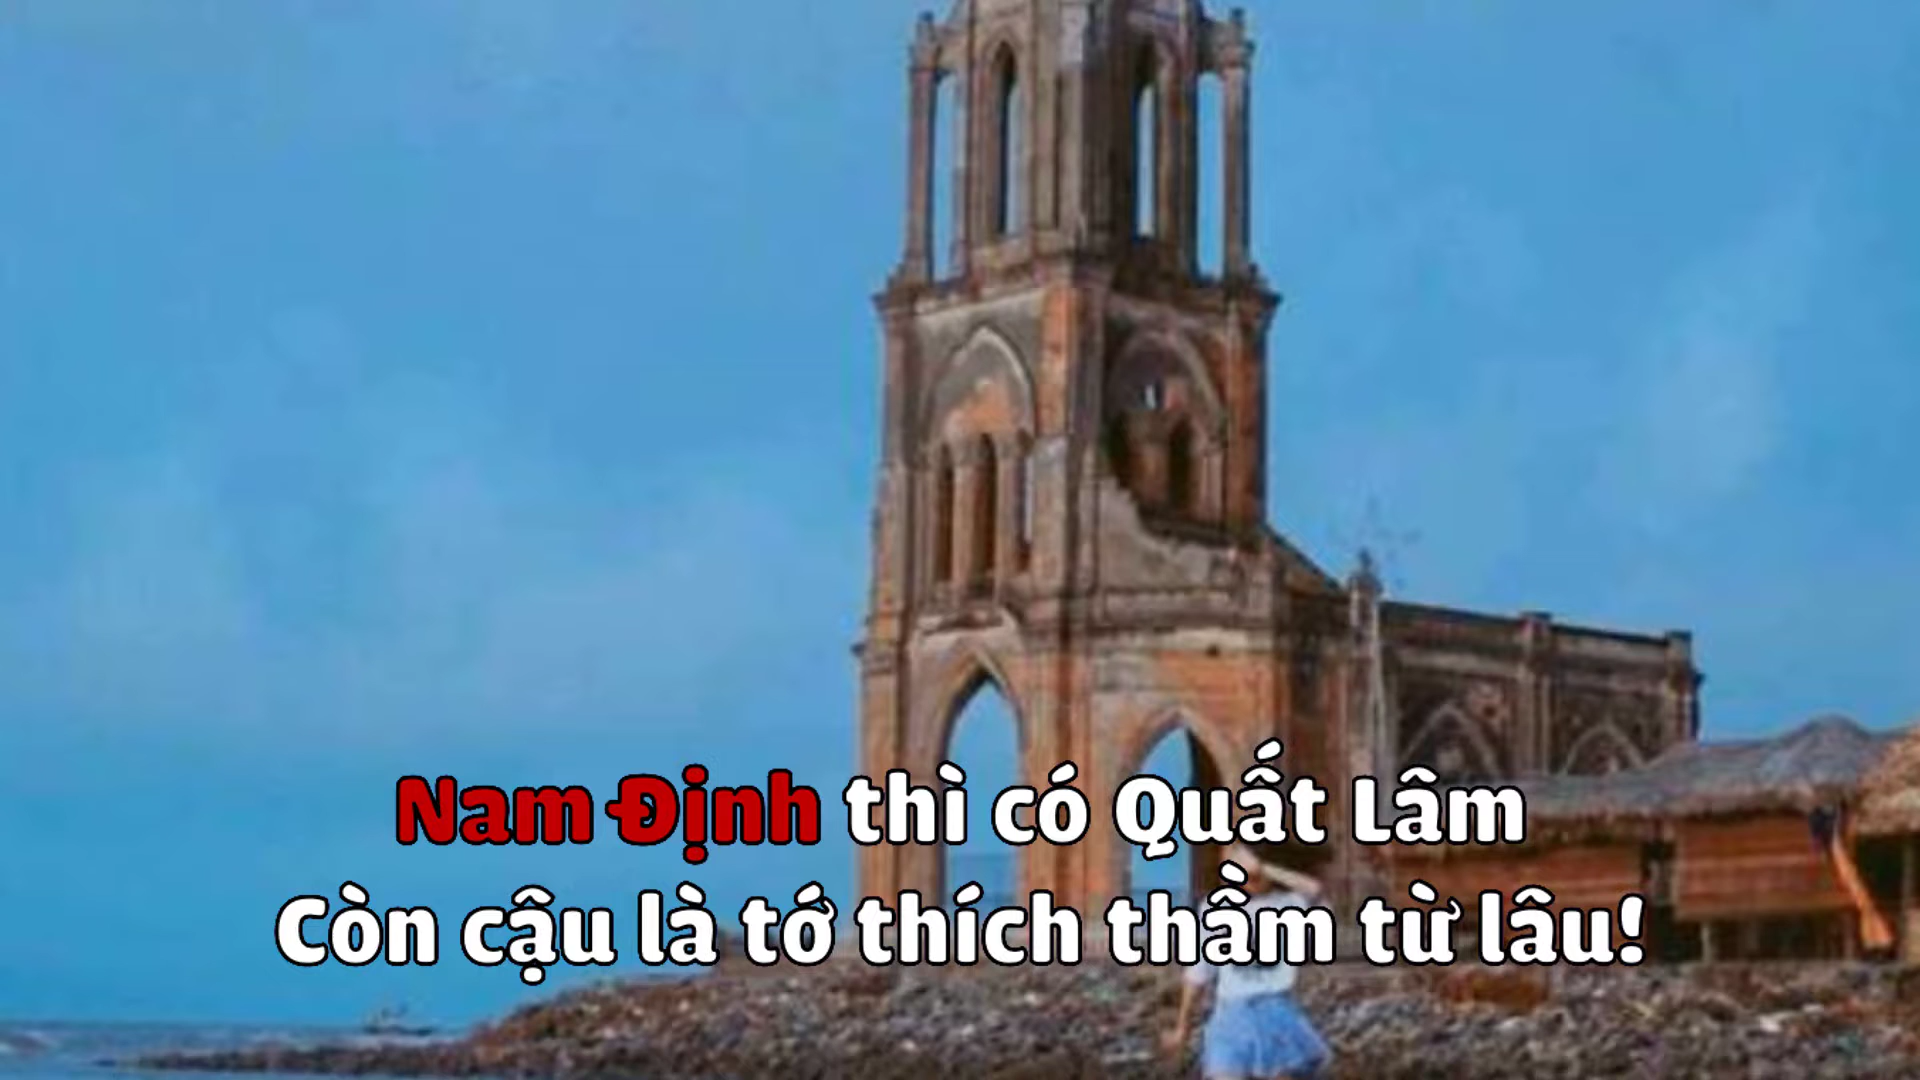 Nam Định thì có Quất Lâm
Còn cậu là tớ thích thầm từ lâu!